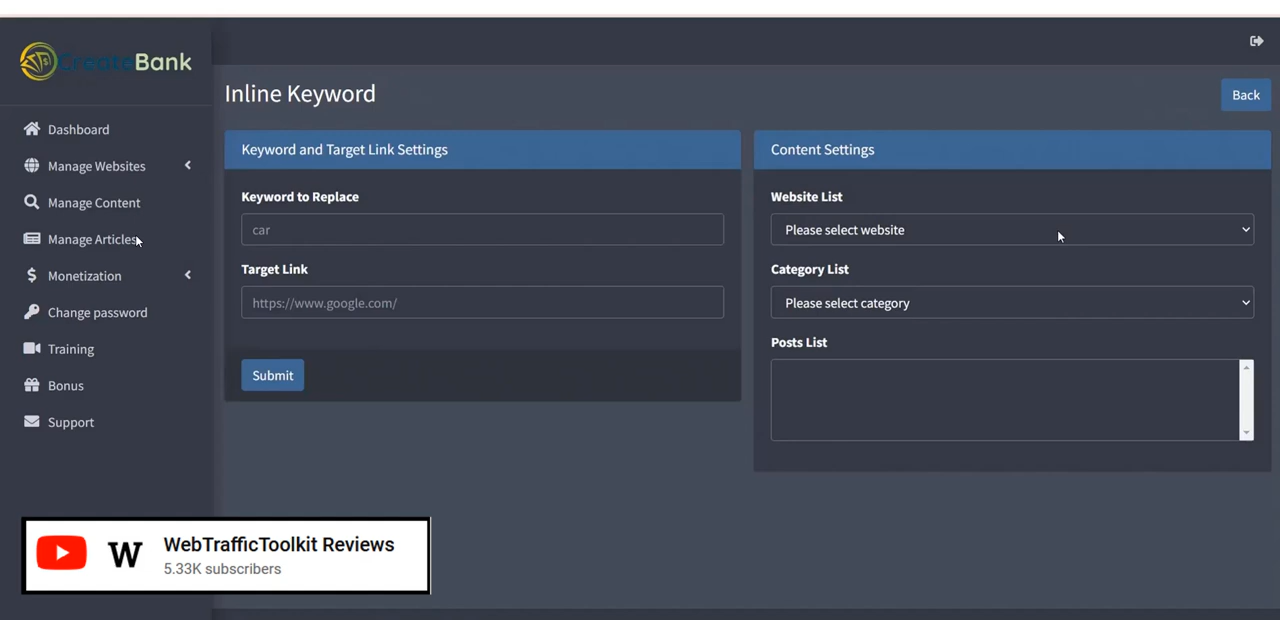 CreateBank
Dashboard
Manage Websites
Manage Content
Manage Articles
Monetization
Change password
Training
Bonus
Support
Inline Keyword
Back
Keyword and Target Link Settings
Keyword to Replace
car
Target Link
https://www.google.com/
Submit
Content Settings
Website List
Please select website
Category List
Please select category
Posts List
W
WebTrafficToolkit Reviews
5.33K subscribers